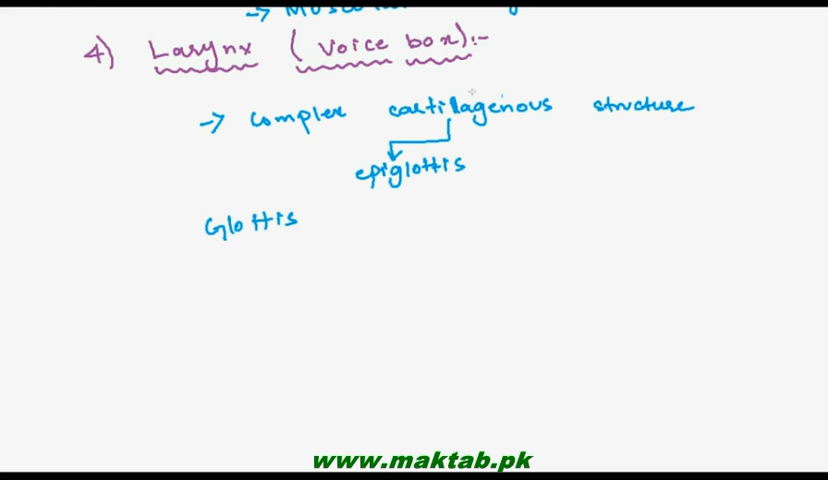 4) Larynx (Voice box):-
-> Complex cartilagenous structure
epiglottis
Glottis
www.maktab.pk